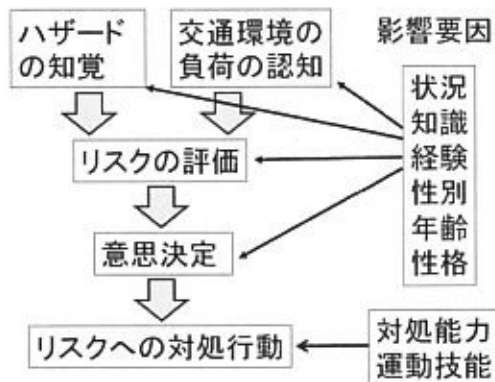 ハザード
の知覚
交通環境の
負荷の認知
影響要因
状況
知識
経験
性別
年齢
性格
リスクの評価
意思決定
リスクへの対処行動
対処能力
運動技能